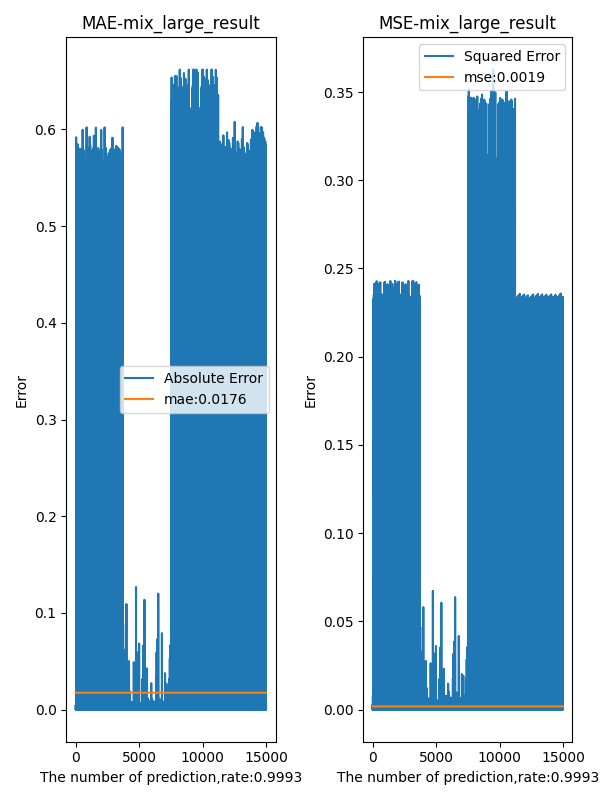 MAE-mix_large_result
Error
0.6
0.5
0.4
0.3
0.2
0.1
0.0
Absolute Error
mae:0.0176
0
5000
10000
15000
The number of prediction,rate:0.9993
MSE-mix_large_result
Error
0.35
0.30
0.25
0.20
0.15
0.10
0.05
0.00
Squared Error
mse:0.0019
0
5000
10000
15000
The number of prediction,rate:0.9993